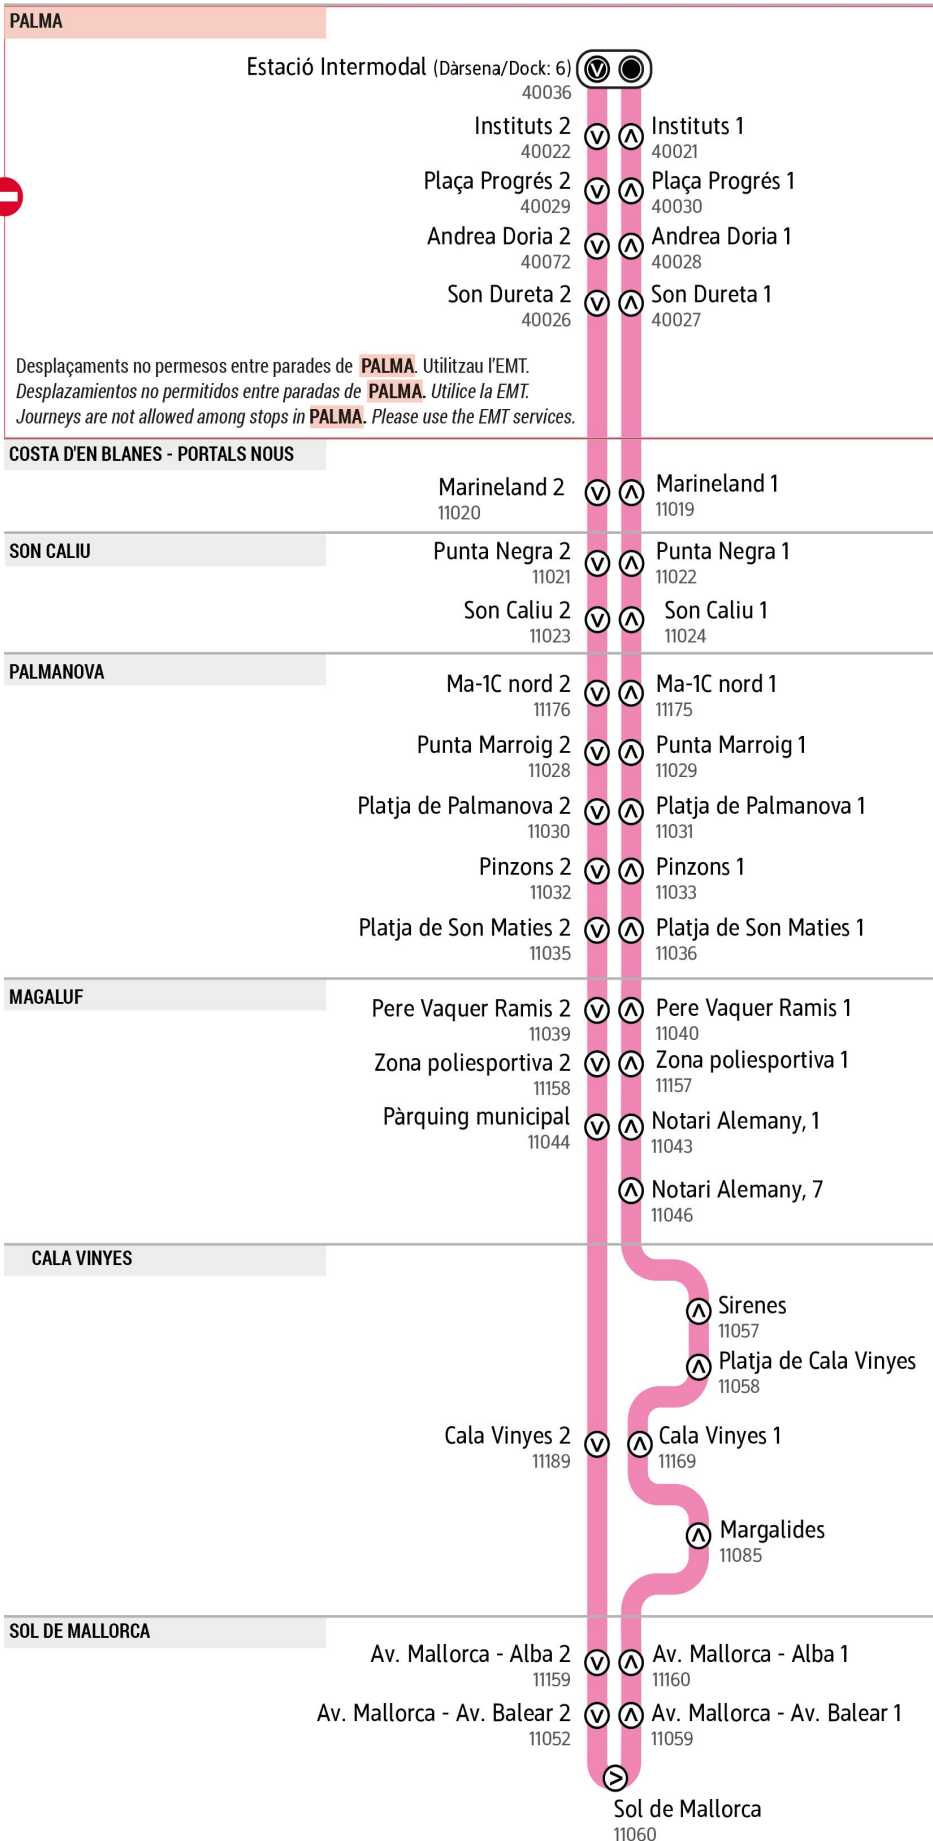 PALMA
Estació Intermodal (Dàrsena/Dock: 6)
40036
Instituts 2
40022
Instituts 1
40021
Plaça Progrés 2
40029
Plaça Progrés 1
40030
Andrea Doria 2
40072
Andrea Doria 1
40028
Son Dureta 2
40026
Son Dureta 1
40027
Desplaçaments no permesos entre parades de PALMA. Utilitzau l'EMT.
Desplazamientos no permitidos entre paradas de PALMA. Utilice la EMT.
Journeys are not allowed among stops in PALMA. Please use the EMT services.
COSTA D'EN BLANES - PORTALS NOUS
Marineland 2
11020
Marineland 1
11019
SON CALIU
Punta Negra 2
11021
Punta Negra 1
11022
Son Caliu 2
11023
Son Caliu 1
11024
PALMANOVA
Ma-1C nord 2
11176
Ma-1C nord 1
11175
Punta Marroig 2
11028
Punta Marroig 1
11029
Platja de Palmanova 2
11030
Platja de Palmanova 1
11031
Pinzons 2
11032
Pinzons 1
11033
Platja de Son Maties 2
11035
Platja de Son Maties 1
11036
MAGALUF
Pere Vaquer Ramis 2
11039
Pere Vaquer Ramis 1
11040
Zona poliesportiva 2
11158
Zona poliesportiva 1
11157
Pàrquing municipal
11044
Notari Alemany, 1
11043
Notari Alemany, 7
11046
CALA VINYES
Sirenes
11057
Platja de Cala Vinyes
11058
Cala Vinyes 2
11189
Cala Vinyes 1
11169
Margalides
11085
SOL DE MALLORCA
Av. Mallorca - Alba 2
11159
Av. Mallorca - Alba 1
11160
Av. Mallorca - Av. Balear 2
11052
Av. Mallorca - Av. Balear 1
11059
Sol de Mallorca
11060